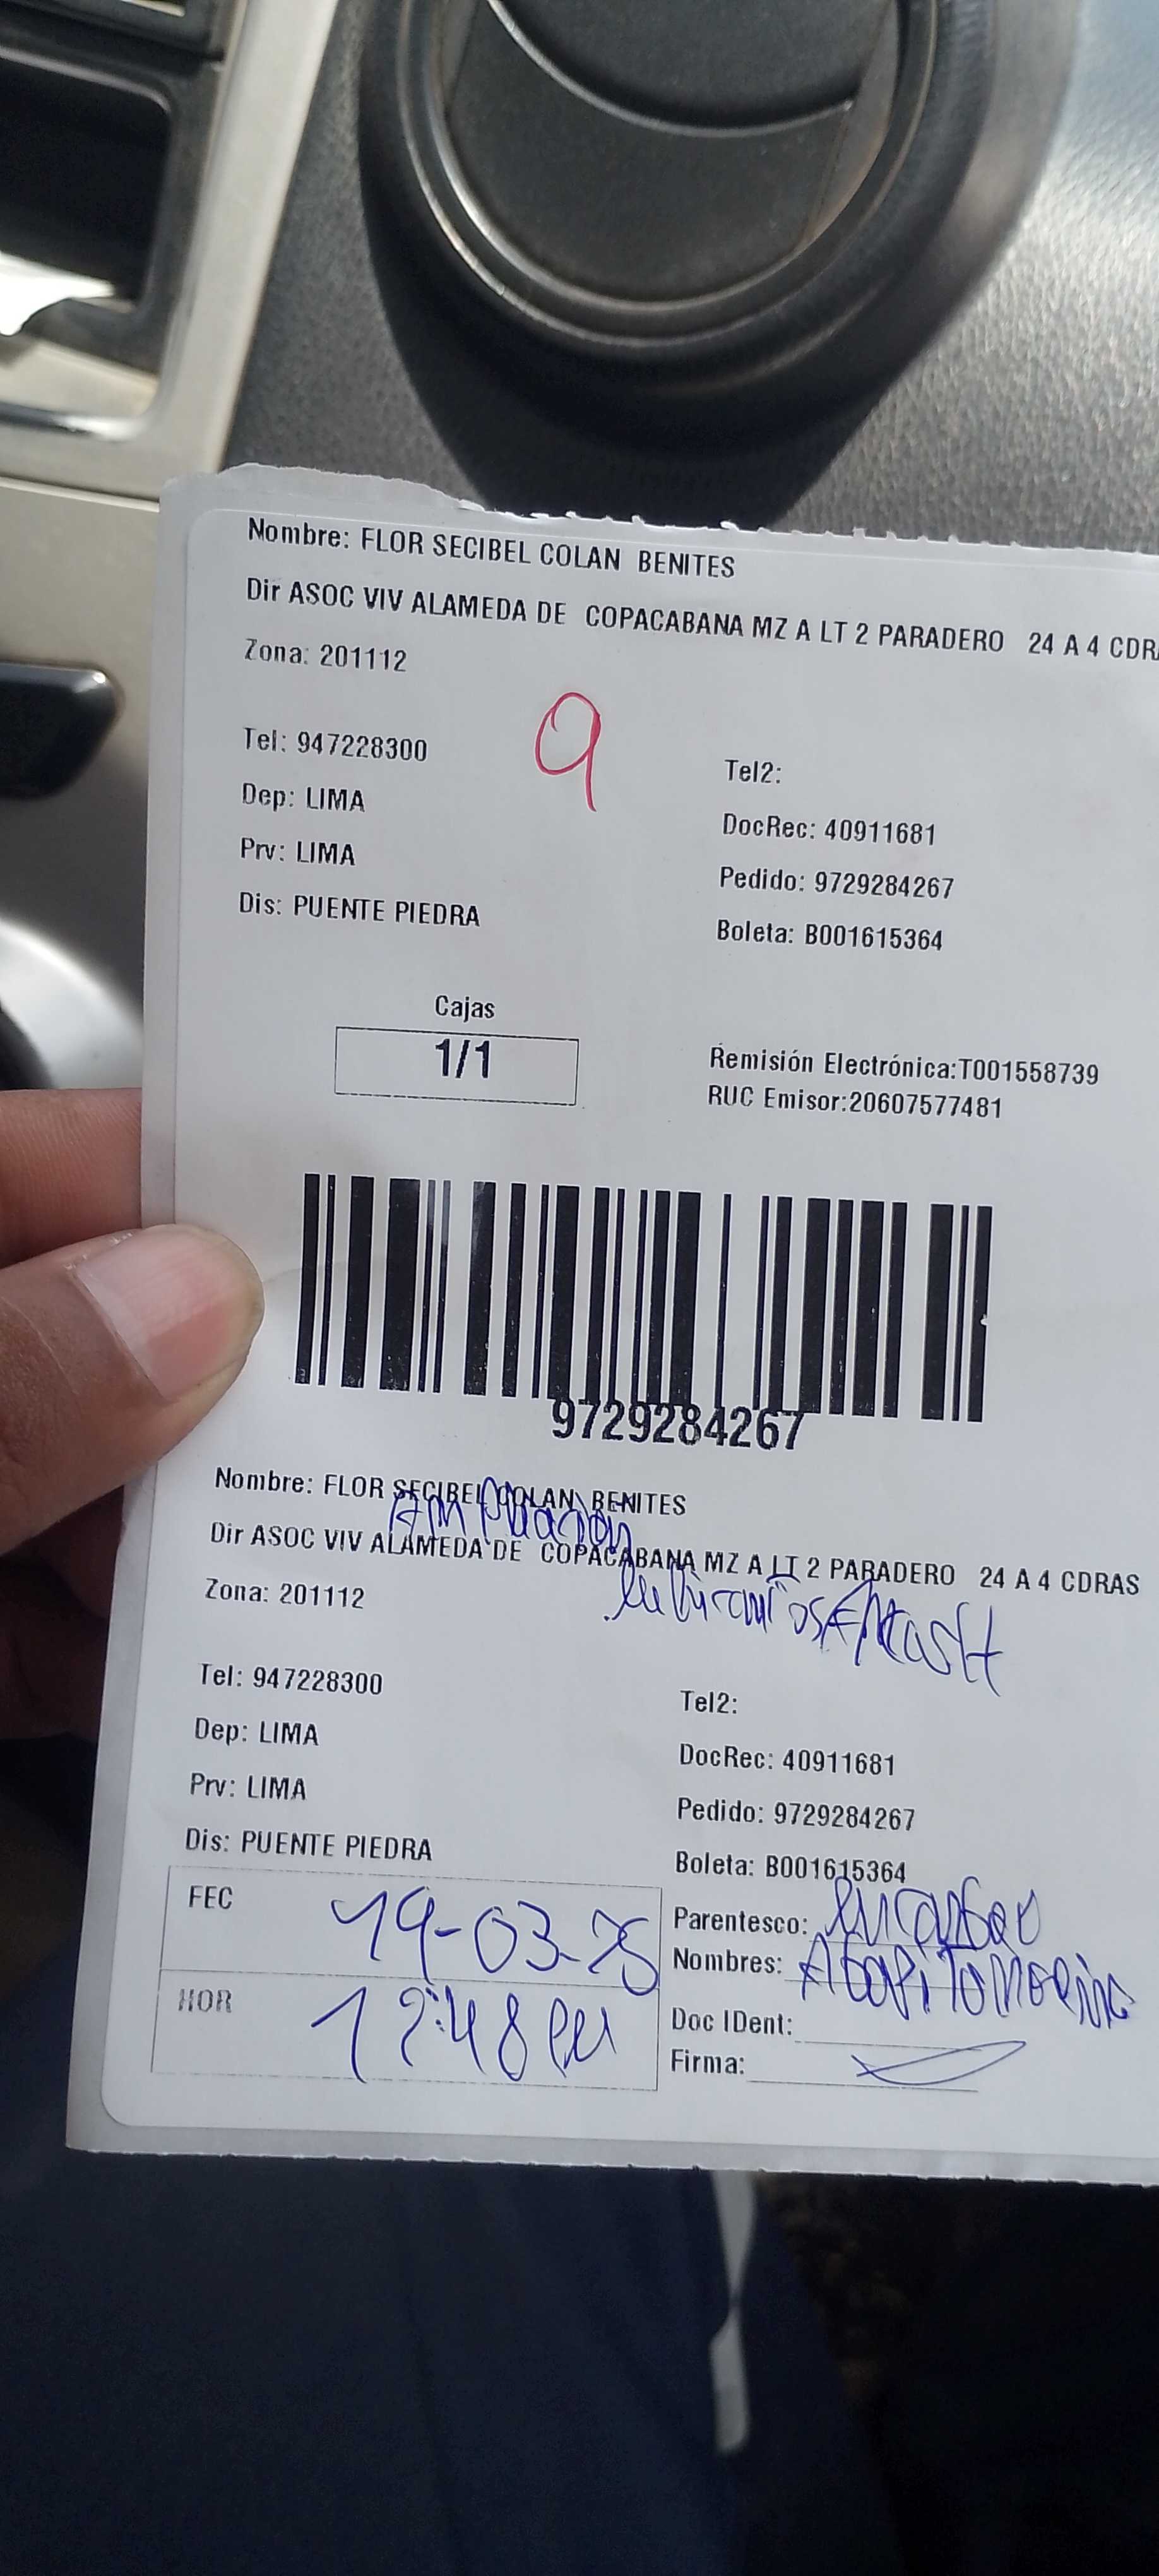 Nombre: FLOR SECIBEL COLAN BENITES
Dir ASOC VIV ALAMEDA DE COPACABANA MZ A LT 2 PARADERO 24 A 4 CDRA
Zona: 201112
9
Tel: 947228300
Tel2:
Dep: LIMA
DocRec: 40911681
Prv: LIMA
Pedido: 9729284267
Dis: PUENTE PIEDRA
Boleta: B001615364
Cajas
1/1
Remisión Electrónica:T001558739
RUC Emisor:20607577481
9729284267
Nombre: FLOR SECIBEL COLAN BENITES
Dir ASOC VIV ALAMEDA DE COPACABANA MZ A LT 2 PARADERO 24 A 4 CDRAS
Zona: 201112
Tel: 947228300
Tel2:
Dep: LIMA
DocRec: 40911681
Prv: LIMA
Pedido: 9729284267
Dis: PUENTE PIEDRA
Boleta: B001615364
FEC 19-03-25
Parentesco:
Nombres:
HOR
Doc IDent:
Firma: